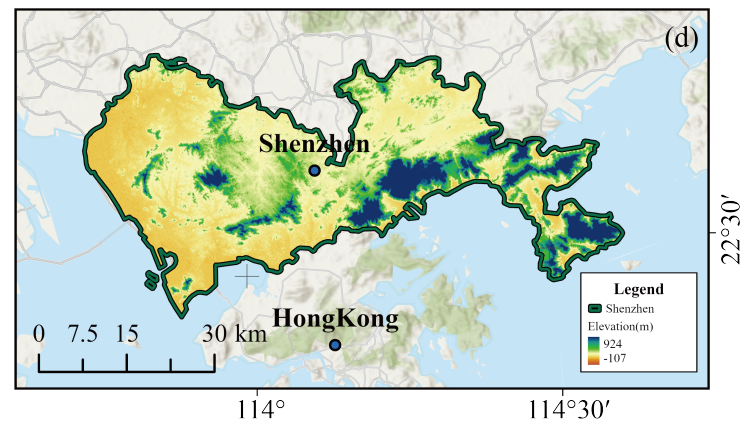 (d)
Shenzhen
22°30′
Legend
Shenzhen
Elevation(m)
924
-107
HongKong
0 7.5 15 30 km
114° 114°30′